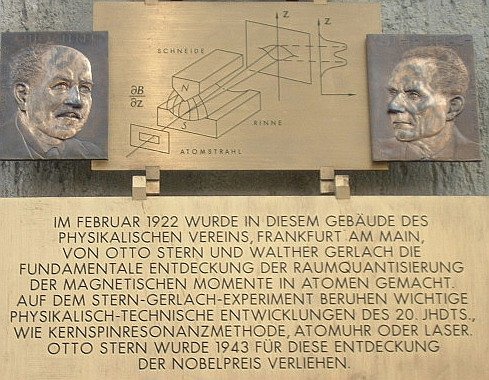 SCHNEIDE
Z
Z
∂B
∂Z
N
S
RINNE
ATOMSTRAHL
IM FEBRUAR 1922 WURDE IN DIESEM GEBÄUDE DES
PHYSIKALISCHEN VEREINS, FRANKFURT AM MAIN,
VON OTTO STERN UND WALTHER GERLACH DIE
FUNDAMENTALE ENTDECKUNG DER RAUMQUANTISIERUNG
DER MAGNETISCHEN MOMENTE IN ATOMEN GEMACHT.
AUF DEM STERN-GERLACH-EXPERIMENT BERUHEN WICHTIGE
PHYSIKALISCH-TECHNISCHE ENTWICKLUNGEN DES 20. JHDTS.,
WIE KERNSPINRESONANZMETHODE, ATOMUHR ODER LASER.
OTTO STERN WURDE 1943 FÜR DIESE ENTDECKUNG
DER NOBELPREIS VERLIEHEN.